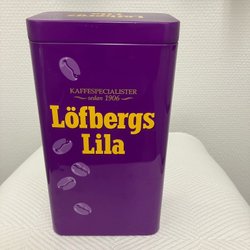 KAFFESPECIALISTER
sedan 1906
Löfbergs
Lila